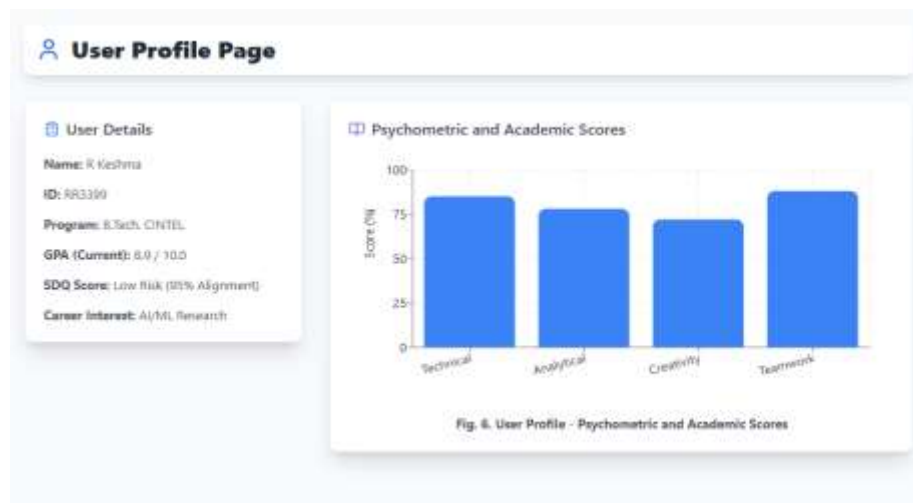 User Profile Page
User Details
Name: R Keshma
ID: RR3399
Program: B.Tech. CINTEL
GPA (Current): 8.9 / 10.0
SDQ Score: Low Risk (95% Alignment)
Career Interest: AI/ML Research
Psychometric and Academic Scores
100
75
50
25
0
Score (%
Technical
Analytical
Creativity
Teamwork
Fig. 6. User Profile - Psychometric and Academic Scores